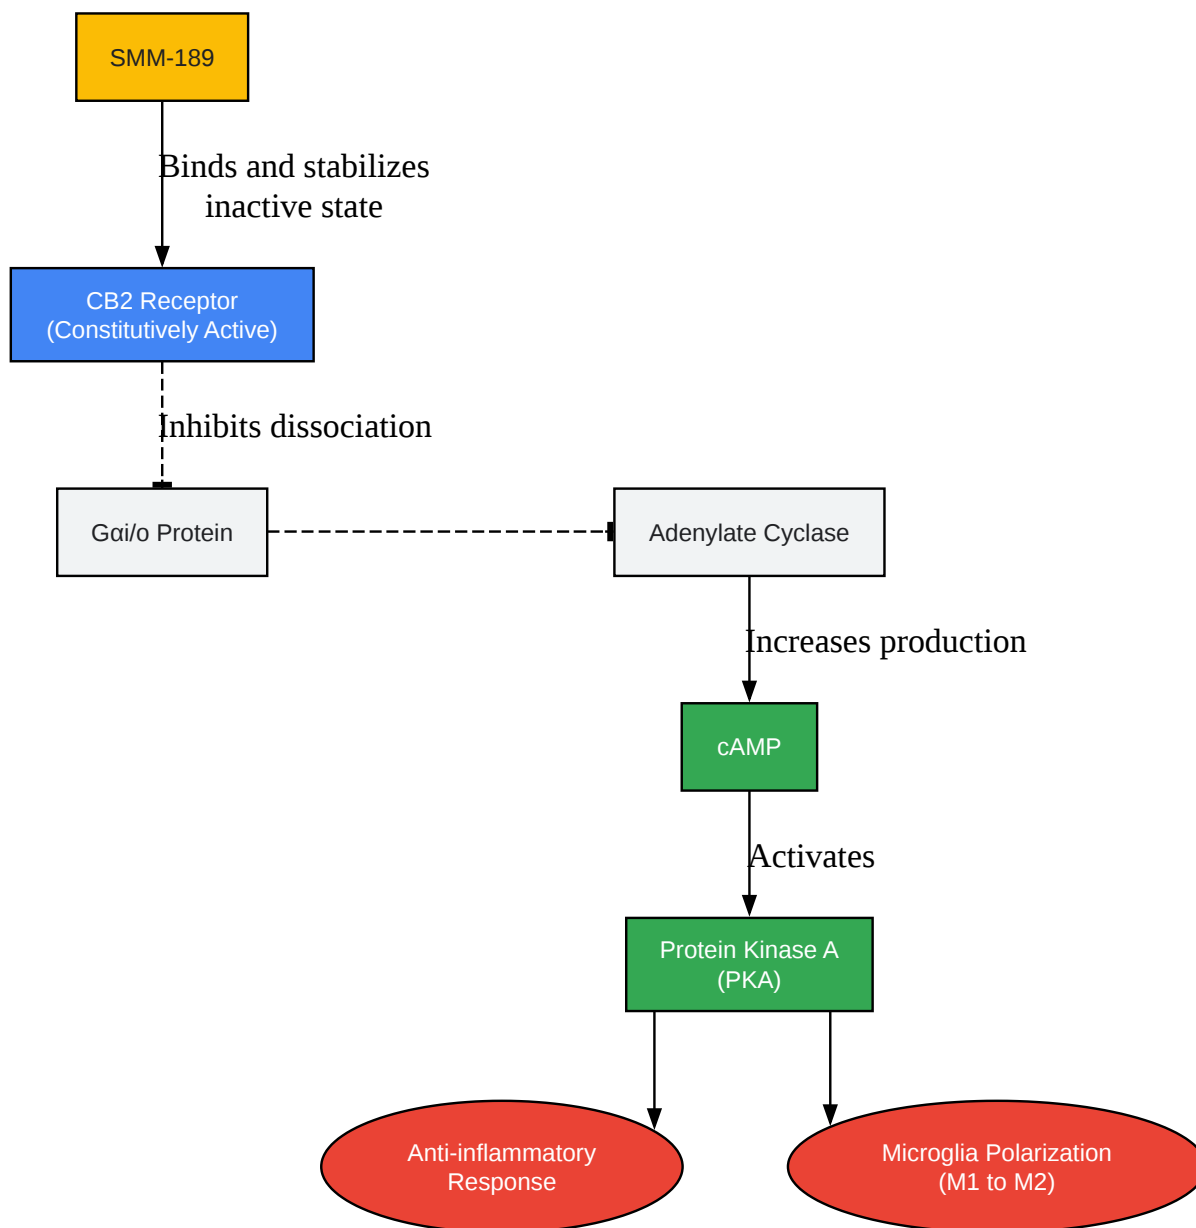 SMM-189
Binds and stabilizes
inactive state
CB2 Receptor
(Constitutively Active)
Inhibits dissociation
Gαi/o Protein
Adenylate Cyclase
Increases production
cAMP
Activates
Protein Kinase A
(PKA)
Anti-inflammatory
Response
Microglia Polarization
(M1 to M2)